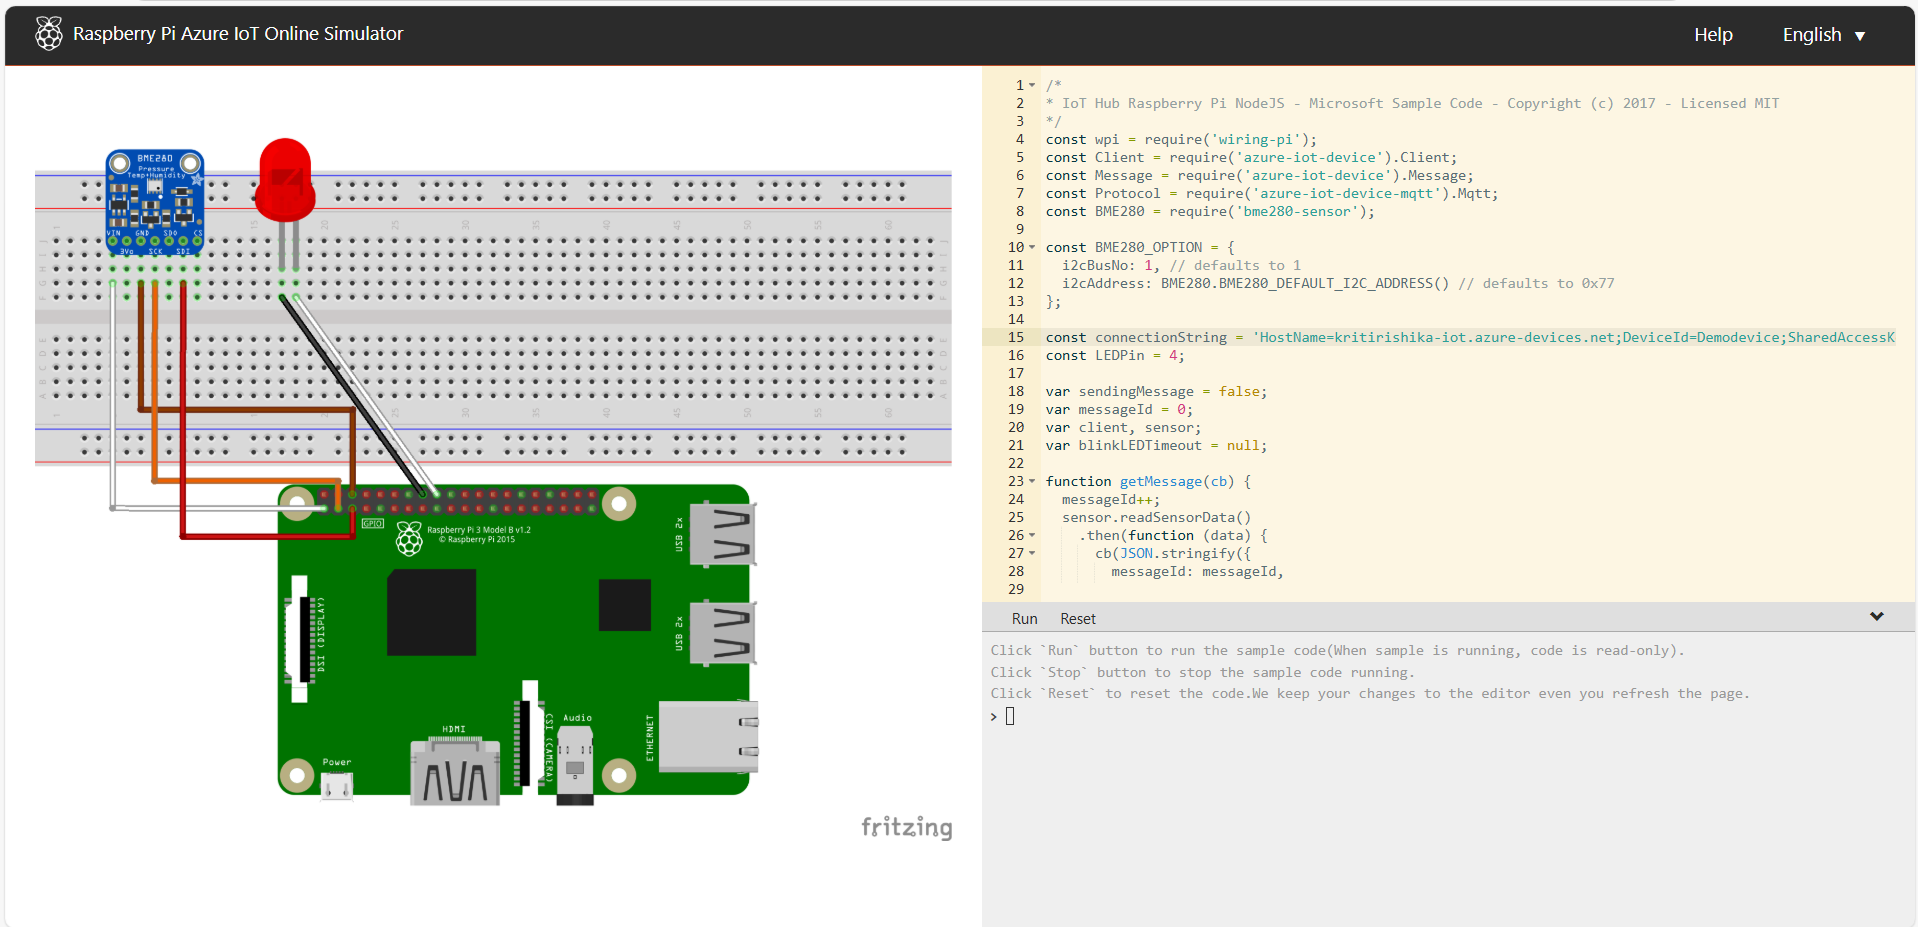 Raspberry Pi Azure IoT Online Simulator
Help
English ▼
BME280
Pressure
Temp+Humidity
VIN GND SDO CS
3Vo SCK SDI
GPIO
Raspberry Pi 3 Model B v1.2
© Raspberry Pi 2015
USB 2x
USB 2x
DSI (DISPLAY)
CSI (CAMERA)
ETHERNET
Audio
HDMI
Power
fritzing
1 /*
2 * IoT Hub Raspberry Pi NodeJS - Microsoft Sample Code - Copyright (c) 2017 - Licensed MIT
3 */
4 const wpi = require('wiring-pi');
5 const Client = require('azure-iot-device').Client;
6 const Message = require('azure-iot-device').Message;
7 const Protocol = require('azure-iot-device-mqtt').Mqtt;
8 const BME280 = require('bme280-sensor');
9
10 const BME280_OPTION = {
11 i2cBusNo: 1, // defaults to 1
12 i2cAddress: BME280.BME280_DEFAULT_I2C_ADDRESS() // defaults to 0x77
13 };
14
15 const connectionString = 'HostName=kritirishika-iot.azure-devices.net;DeviceId=Demodevice;SharedAccessK
16 const LEDPin = 4;
17
18 var sendingMessage = false;
19 var messageId = 0;
20 var client, sensor;
21 var blinkLEDTimeout = null;
22
23 function getMessage(cb) {
24 messageId++;
25 sensor.readSensorData()
26 .then(function (data) {
27 cb(JSON.stringify({
28 messageId: messageId,
29
Run Reset
Click `Run` button to run the sample code(When sample is running, code is read-only).
Click `Stop` button to stop the sample code running.
Click `Reset` to reset the code.We keep your changes to the editor even you refresh the page.
>